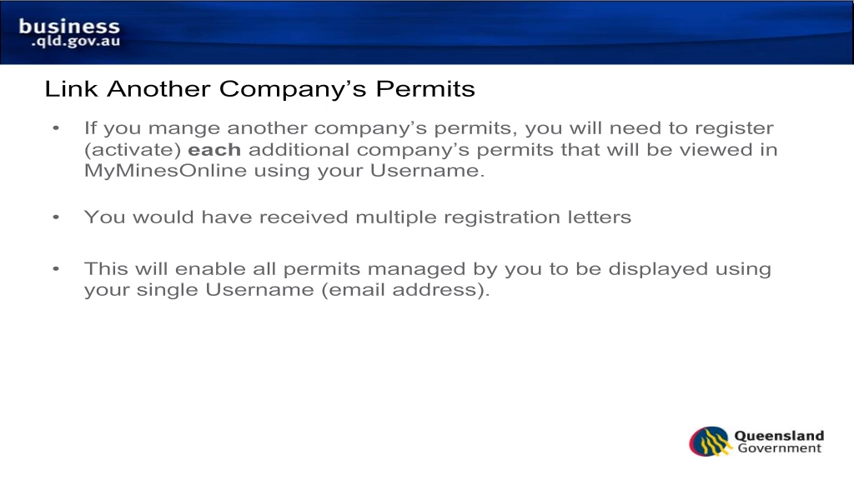 business
.qld.gov.au
Link Another Company's Permits
• If you mange another company's permits, you will need to register
(activate) each additional company's permits that will be viewed in
MyMinesOnline using your Username.
• You would have received multiple registration letters
• This will enable all permits managed by you to be displayed using
your single Username (email address).
Queensland
Government